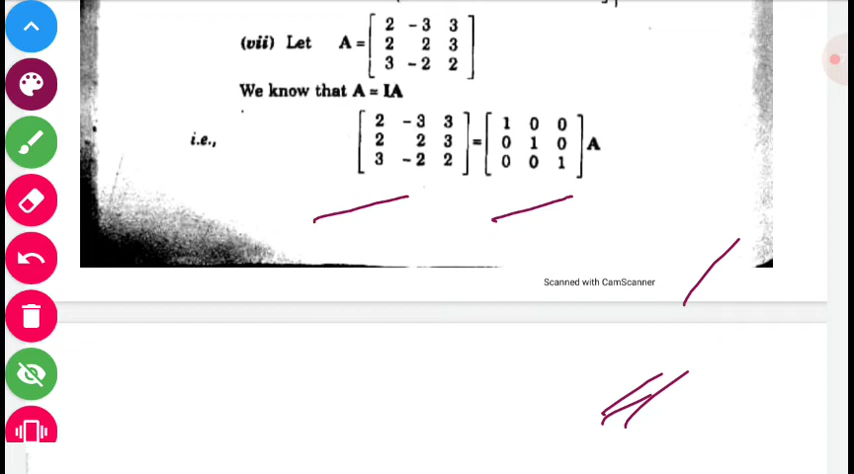 (vii) Let A = [ 2 - 3 3
2 2 3
3 - 2 2 ]
We know that A = IA
i.e., [ 2 - 3 3
2 2 3
3 - 2 2 ] = [ 1 0 0
0 1 0
0 0 1 ] A
Scanned with CamScanner